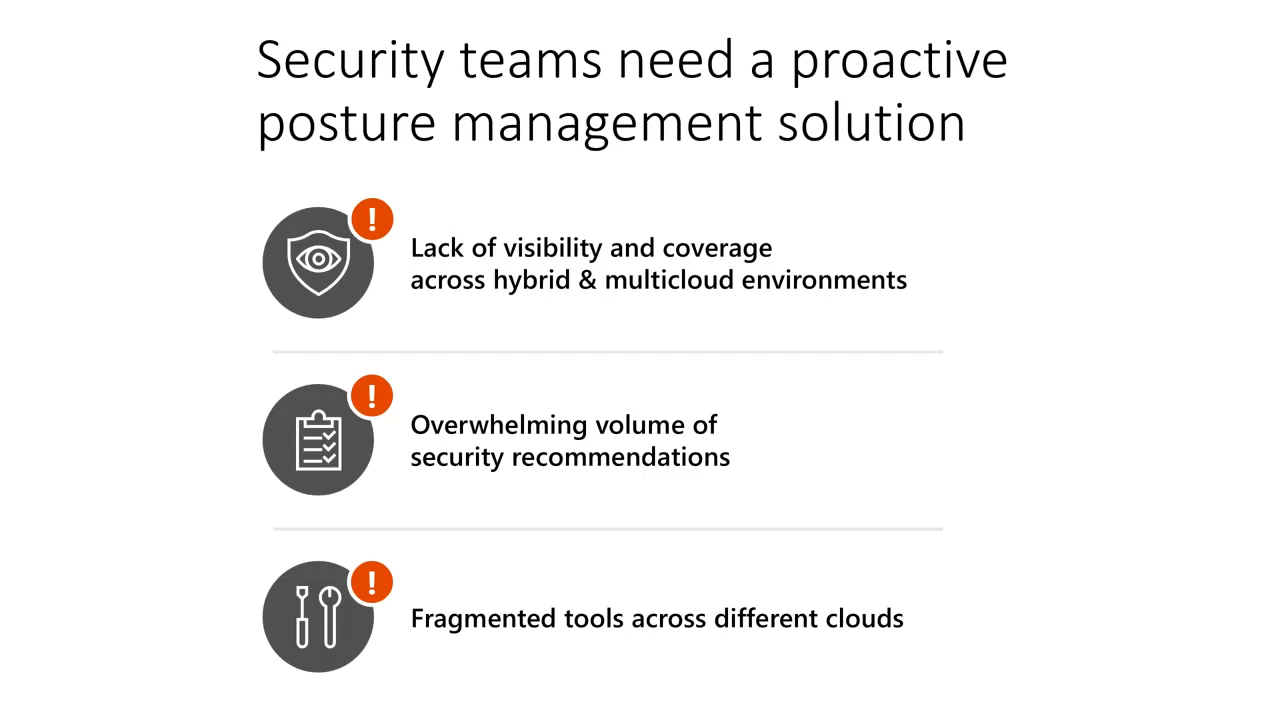 Security teams need a proactive
posture management solution
!
Lack of visibility and coverage
across hybrid & multicloud environments
!
Overwhelming volume of
security recommendations
!
Fragmented tools across different clouds